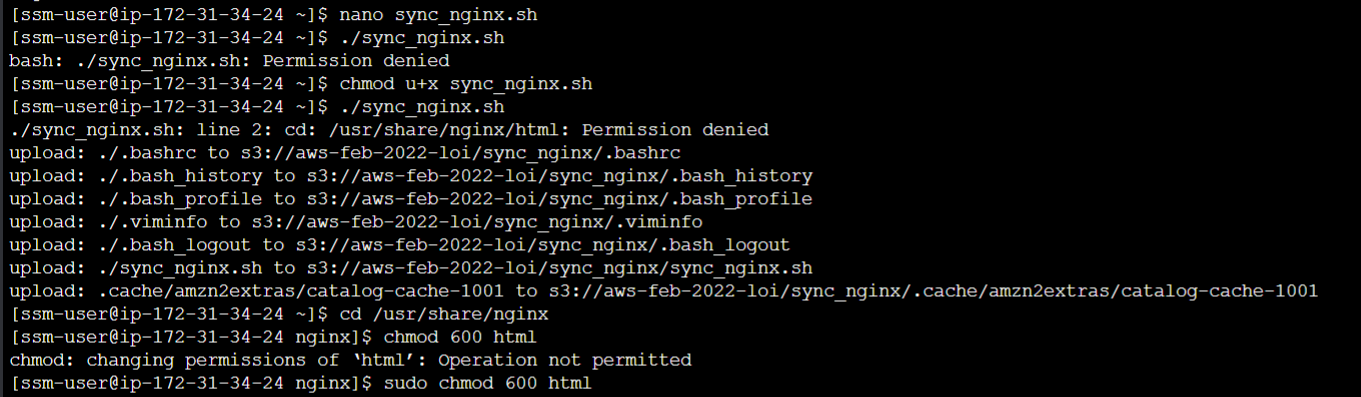 [ssm-user@ip-172-31-34-24 ~]$ nano sync_nginx.sh
[ssm-user@ip-172-31-34-24 ~]$ ./sync_nginx.sh
bash: ./sync_nginx.sh: Permission denied
[ssm-user@ip-172-31-34-24 ~]$ chmod u+x sync_nginx.sh
[ssm-user@ip-172-31-34-24 ~]$ ./sync_nginx.sh
./sync_nginx.sh: line 2: cd: /usr/share/nginx/html: Permission denied
upload: ./.bashrc to s3://aws-feb-2022-loi/sync_nginx/.bashrc
upload: ./.bash_history to s3://aws-feb-2022-loi/sync_nginx/.bash_history
upload: ./.bash_profile to s3://aws-feb-2022-loi/sync_nginx/.bash_profile
upload: ./.viminfo to s3://aws-feb-2022-loi/sync_nginx/.viminfo
upload: ./.bash_logout to s3://aws-feb-2022-loi/sync_nginx/.bash_logout
upload: ./sync_nginx.sh to s3://aws-feb-2022-loi/sync_nginx/sync_nginx.sh
upload: .cache/amzn2extras/catalog-cache-1001 to s3://aws-feb-2022-loi/sync_nginx/.cache/amzn2extras/catalog-cache-1001
[ssm-user@ip-172-31-34-24 ~]$ cd /usr/share/nginx
[ssm-user@ip-172-31-34-24 nginx]$ chmod 600 html
chmod: changing permissions of ‘html’: Operation not permitted
[ssm-user@ip-172-31-34-24 nginx]$ sudo chmod 600 html